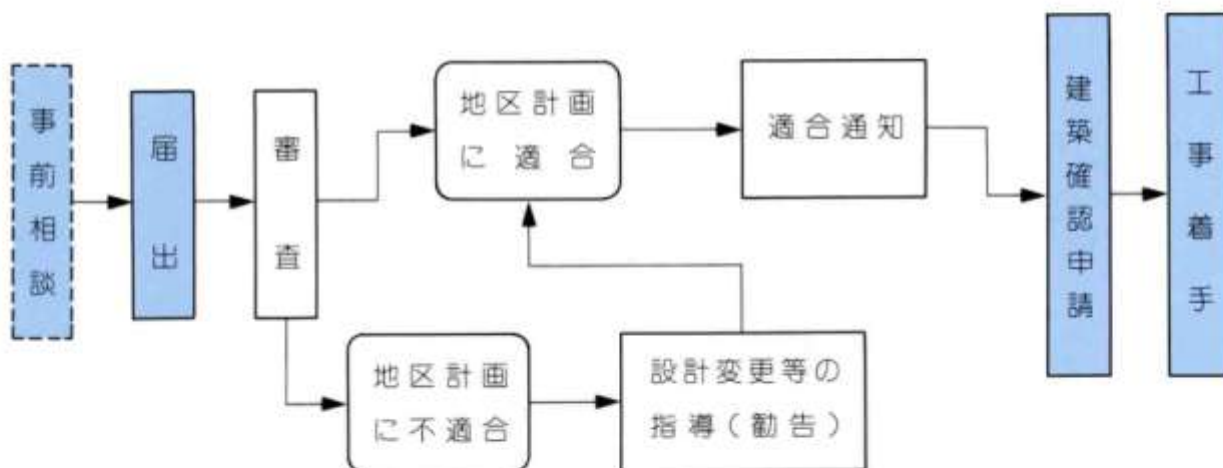 事前相談
届出
審査
地区計画
に適合
適合通知
建築確認申請
工事着手
地区計画
に不適合
設計変更等の
指導(勧告)